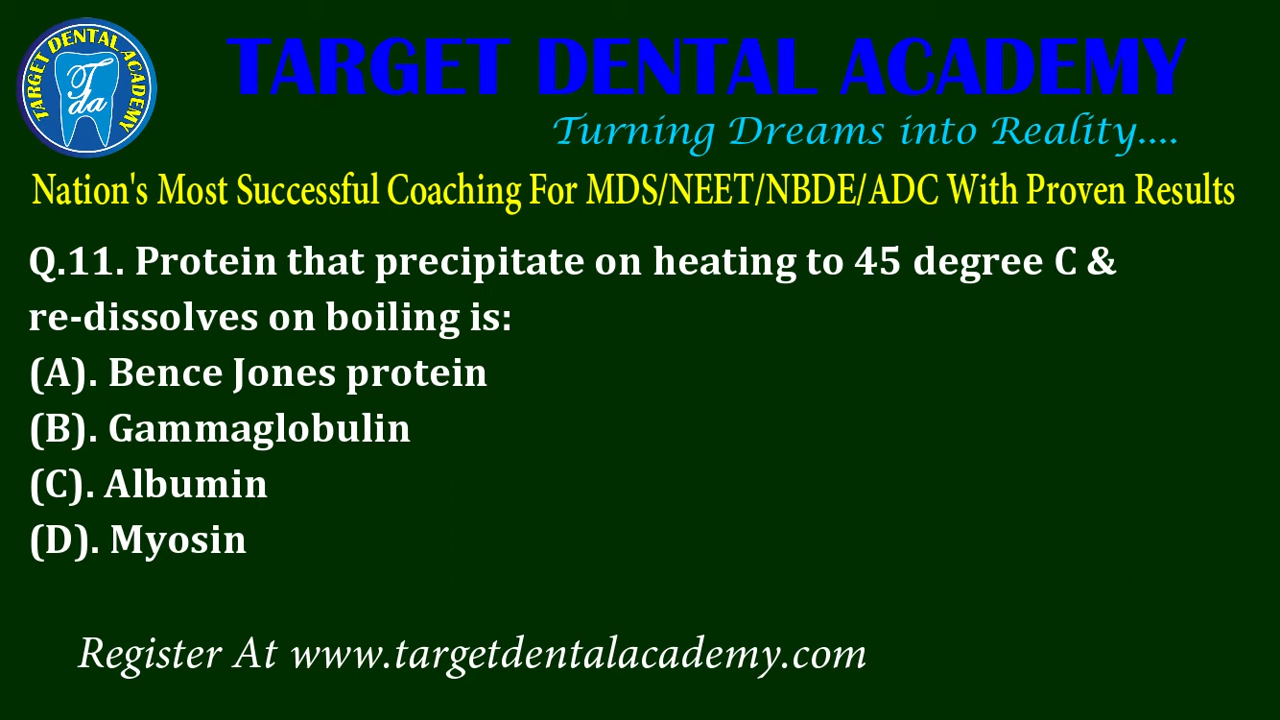 TARGET DENTAL ACADEMY
Tda
TARGET DENTAL ACADEMY
Turning Dreams into Reality....
Nation's Most Successful Coaching For MDS/NEET/NBDE/ADC With Proven Results
Q.11. Protein that precipitate on heating to 45 degree C &
re-dissolves on boiling is:
(A). Bence Jones protein
(B). Gammaglobulin
(C). Albumin
(D). Myosin
Register At www.targetdentalacademy.com